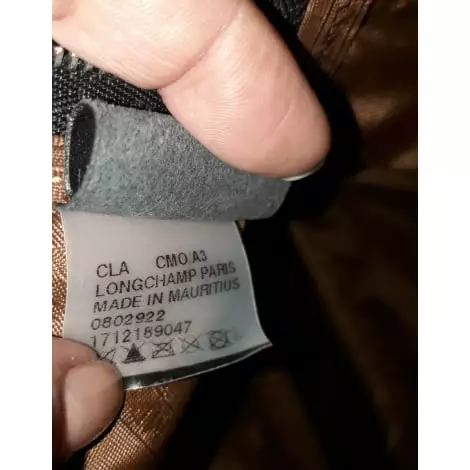 CLA CMO A3
LONGCHAMP PARIS
MADE IN MAURITIUS
0802922
1712189047